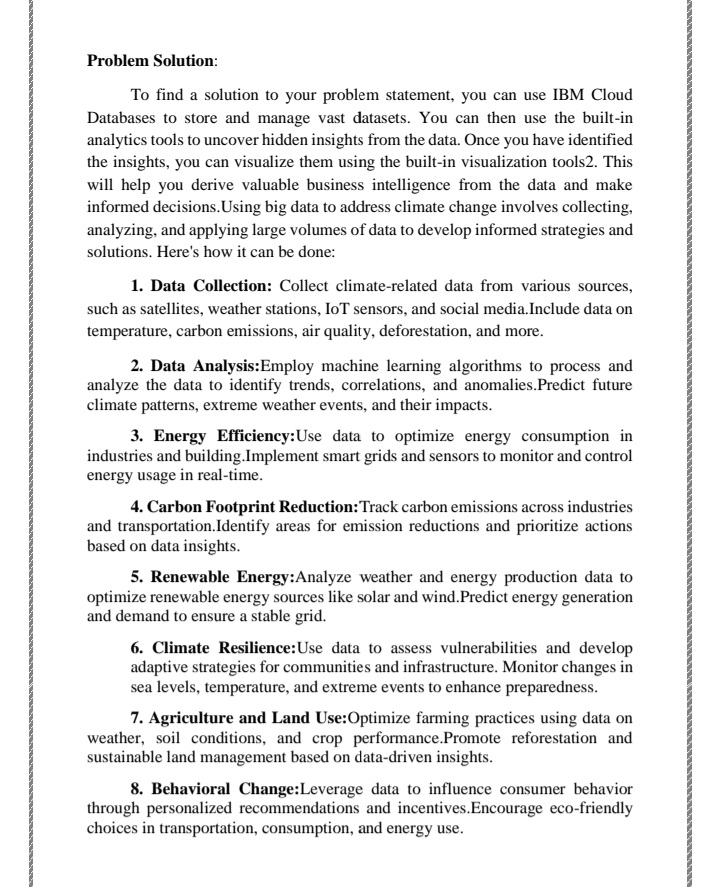 Problem Solution:
To find a solution to your problem statement, you can use IBM Cloud
Databases to store and manage vast datasets. You can then use the built-in
analytics tools to uncover hidden insights from the data. Once you have identified
the insights, you can visualize them using the built-in visualization tools2. This
will help you derive valuable business intelligence from the data and make
informed decisions.Using big data to address climate change involves collecting,
analyzing, and applying large volumes of data to develop informed strategies and
solutions. Here's how it can be done:
1. Data Collection: Collect climate-related data from various sources,
such as satellites, weather stations, IoT sensors, and social media.Include data on
temperature, carbon emissions, air quality, deforestation, and more.
2. Data Analysis:Employ machine learning algorithms to process and
analyze the data to identify trends, correlations, and anomalies.Predict future
climate patterns, extreme weather events, and their impacts.
3. Energy Efficiency:Use data to optimize energy consumption in
industries and building.Implement smart grids and sensors to monitor and control
energy usage in real-time.
4. Carbon Footprint Reduction:Track carbon emissions across industries
and transportation.Identify areas for emission reductions and prioritize actions
based on data insights.
5. Renewable Energy:Analyze weather and energy production data to
optimize renewable energy sources like solar and wind.Predict energy generation
and demand to ensure a stable grid.
6. Climate Resilience:Use data to assess vulnerabilities and develop
adaptive strategies for communities and infrastructure. Monitor changes in
sea levels, temperature, and extreme events to enhance preparedness.
7. Agriculture and Land Use:Optimize farming practices using data on
weather, soil conditions, and crop performance.Promote reforestation and
sustainable land management based on data-driven insights.
8. Behavioral Change:Leverage data to influence consumer behavior
through personalized recommendations and incentives.Encourage eco-friendly
choices in transportation, consumption, and energy use.